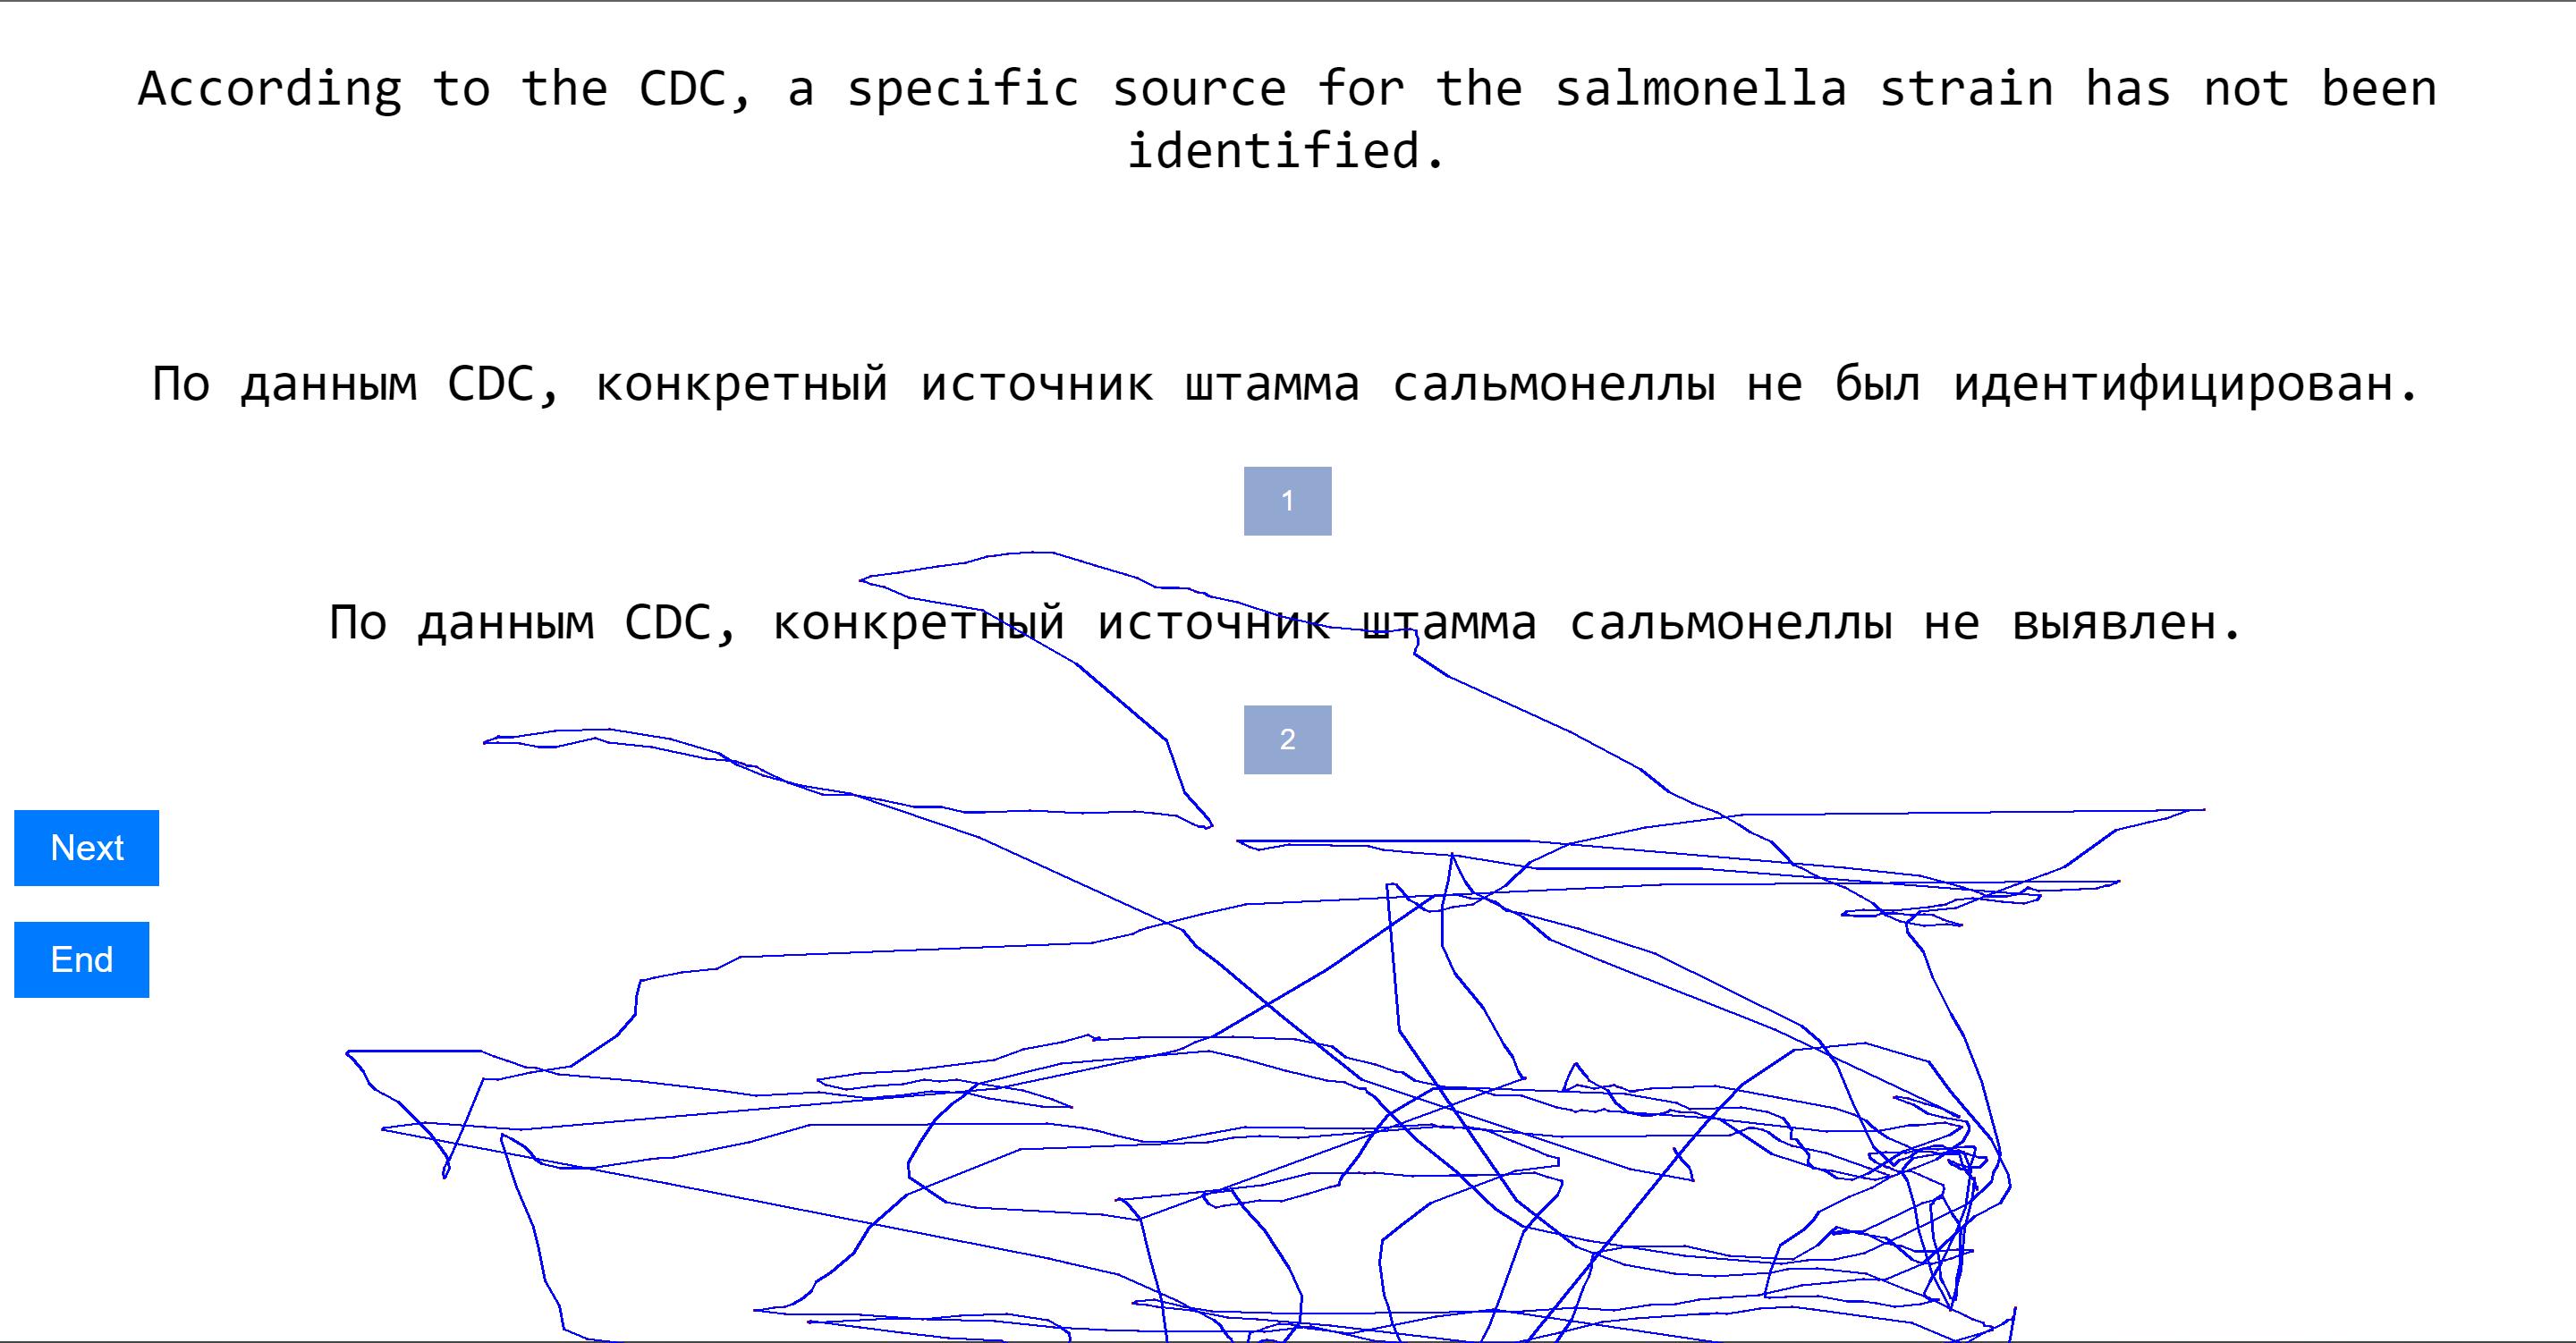 According to the CDC, a specific source for the salmonella strain has not been
identified.
По данным CDC, конкретный источник штамма сальмонеллы не был идентифицирован.
1
По данным CDC, конкретный источник штамма сальмонеллы не выявлен.
2
Next
End